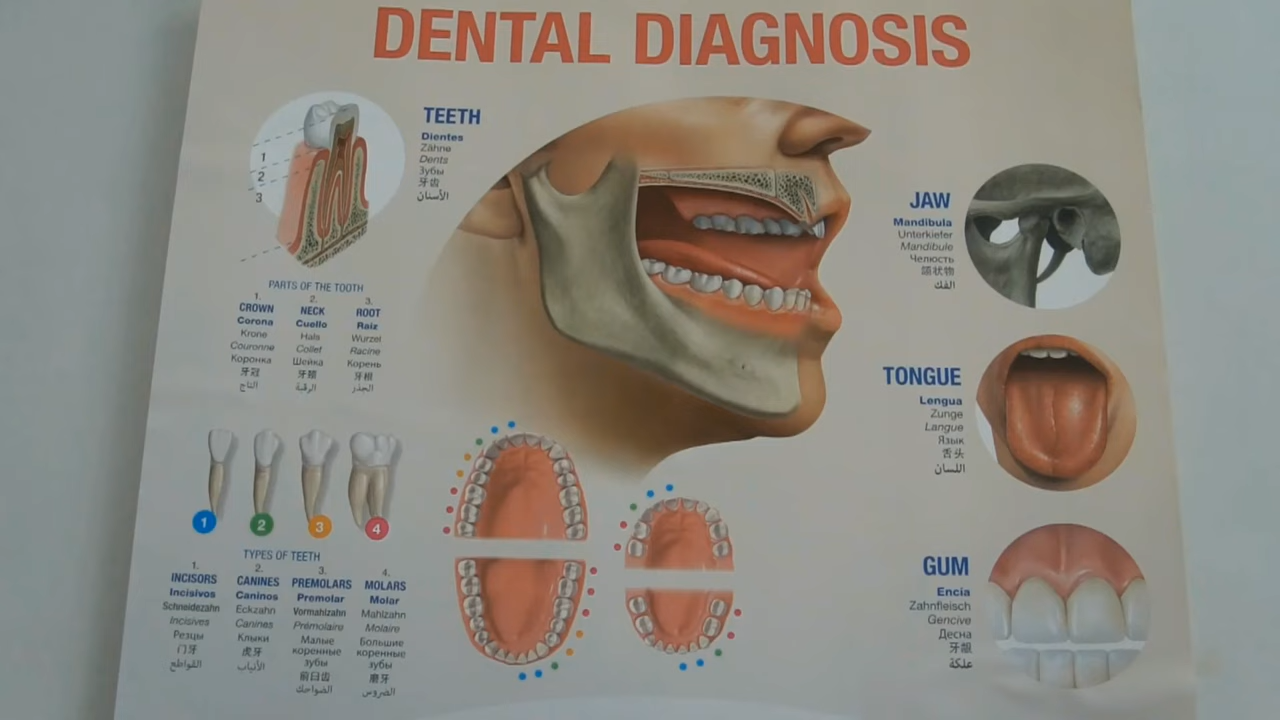 DENTAL DIAGNOSIS
TEETH
Dientes
Zähne
Dents
Зубы
牙齿
الأسنان
1
2
3
PARTS OF THE TOOTH
1.
CROWN
Corona
Krone
Couronne
Коронка
牙冠
التاج
2.
NECK
Cuello
Hals
Collet
Шейка
牙頸
الرقبة
3.
ROOT
Raiz
Wurzel
Racine
Корень
牙根
الجذر
1
2
3
4
TYPES OF TEETH
1.
INCISORS
Incisivos
Schneidezahn
Incisives
Резцы
门牙
القواطع
2.
CANINES
Caninos
Eckzahn
Canines
Клыки
虎牙
الأنياب
3.
PREMOLARS
Premolar
Vormahlzahn
Prémolaire
Малые
коренные
зубы
前臼齿
الضواحك
4.
MOLARS
Molar
Mahlzahn
Molaire
Большие
коренные
зубы
磨牙
الضروس
JAW
Mandibula
Unterkiefer
Mandibule
Челюсть
颌状物
الفك
TONGUE
Lengua
Zunge
Langue
Язык
舌头
اللسان
GUM
Encia
Zahnfleisch
Gencive
Десна
牙龈
علكة